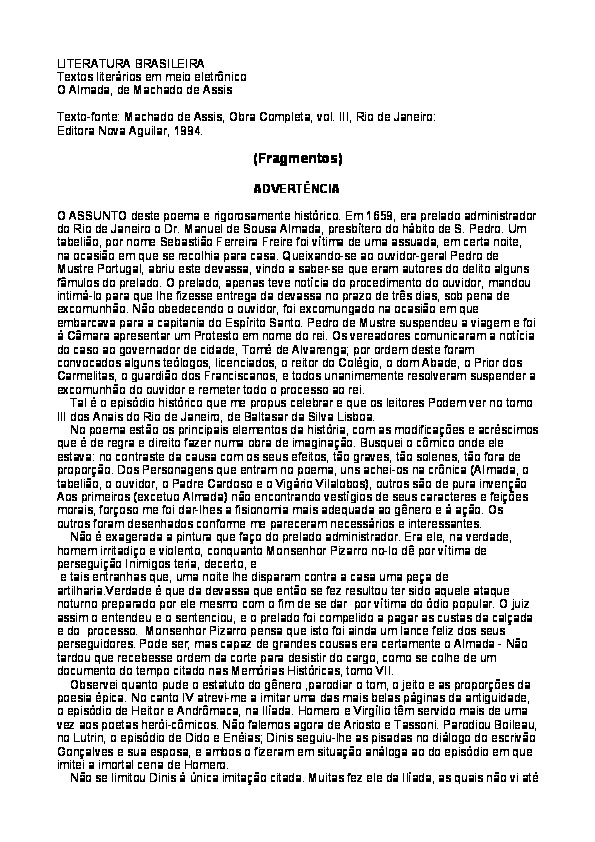 LITERATURA BRASILEIRA
Textos literários em meio eletrônico
O Almada, de Machado de Assis
Texto-fonte: Machado de Assis, Obra Completa, vol. III, Rio de Janeiro:
Editora Nova Aguilar, 1994.
(Fragmentos)
ADVERTÊNCIA
O ASSUNTO deste poema e rigorosamente histórico. Em 1659, era prelado administrador
do Rio de Janeiro o Dr. Manuel de Sousa Almada, presbítero do hábito de S. Pedro. Um
tabelião, por nome Sebastião Ferreira Freire foi vítima de uma assuada, em certa noite,
na ocasião em que se recolhia para casa. Queixando-se ao ouvidor-geral Pedro de
Mustre Portugal, abriu este devassa, vindo a saber-se que eram autores do delito alguns
fâmulos do prelado. O prelado, apenas teve notícia do procedimento do ouvidor, mandou
intimá-lo para que lhe fizesse entrega da devassa no prazo de três dias, sob pena de
excomunhão. Não obedecendo o ouvidor, foi excomungado na ocasião em que
embarcava para a capitania do Espírito Santo. Pedro de Mustre suspendeu a viagem e foi
á Câmara apresentar um Protesto em nome do rei. Os vereadores comunicaram a notícia
do caso ao governador de cidade, Tomé de Alvarenga; por ordem deste foram
convocados alguns teólogos, licenciados, o reitor do Colégio, o dom Abade, o Prior dos
Carmelitas, o guardião dos Franciscanos, e todos unanimemente resolveram suspender a
excomunhão do ouvidor e remeter todo o processo ao rei.
Tal é o episódio histórico que me propus celebrar e que os leitores Podem ver no tomo
III dos Anais do Rio de Janeiro, de Baltasar da Silva Lisboa.
No poema estão os principais elementos da história, com as modificações e acréscimos
que é de regra e direito fazer numa obra de imaginação. Busquei o cômico onde ele
estava: no contraste da causa com os seus efeitos, tão graves, tão solenes, tão fora de
proporção. Dos Personagens que entram no poema, uns achei-os na crônica (Almada, o
tabelião, o ouvidor, o Padre Cardoso e o Vigário Vilalobos), outros são de pura invenção
Aos primeiros (excetuo Almada) não encontrando vestígios de seus caracteres e feições
morais, forçoso me foi dar-lhes a fisionomia mais adequada ao gênero e à ação. Os
outros foram desenhados conforme me pareceram necessários e interessantes.
Não é exagerada a pintura que faço do prelado administrador. Era ele, na verdade,
homem irritadiço e violento, conquanto Monsenhor Pizarro no-lo dê por vítima de
perseguição Inimigos teria, decerto, e
e tais entranhas que, uma noite lhe disparam contra a casa uma peça de
artilharia.Verdade é que da devassa que então se fez resultou ter sido aquele ataque
noturno preparado por ele mesmo com o fim de se dar por vítima do ódio popular. O juiz
assim o entendeu e o sentenciou, e o prelado foi compelido a pagar as custas da calçada
e do processo. Monsenhor Pizarro pensa que isto foi ainda um lance feliz dos seus
perseguidores. Pode ser, mas capaz de grandes cousas era certamente o Almada - Não
tardou que recebesse ordem da corte para desistir do cargo, como se colhe de um
documento do tempo citado nas Memórias Históricas, tomo VII.
Observei quanto pude o estatuto do gênero ,parodiar o tom, o jeito e as proporções da
poesia épica. No canto IV atrevi-me a imitar uma das mais belas páginas da antiguidade,
o episódio de Heitor e Andrômaca, na Ilíada. Homero e Virgílio têm servido mais de uma
vez aos poetas herói-cômicos. Não falemos agora de Ariosto e Tassoni. Parodiou Boileau,
no Lutrin, o episódio de Dido e Enéias; Dinis seguiu-lhe as pisadas no diálogo do escrivão
Gonçalves e sua esposa, e ambos o fizeram em situação análoga ao do episódio em que
imitei a imortal cena de Homero.
Não se limitou Dinis á única imitação citada. Muitas fez ele da Ilíada, as quais não vi até